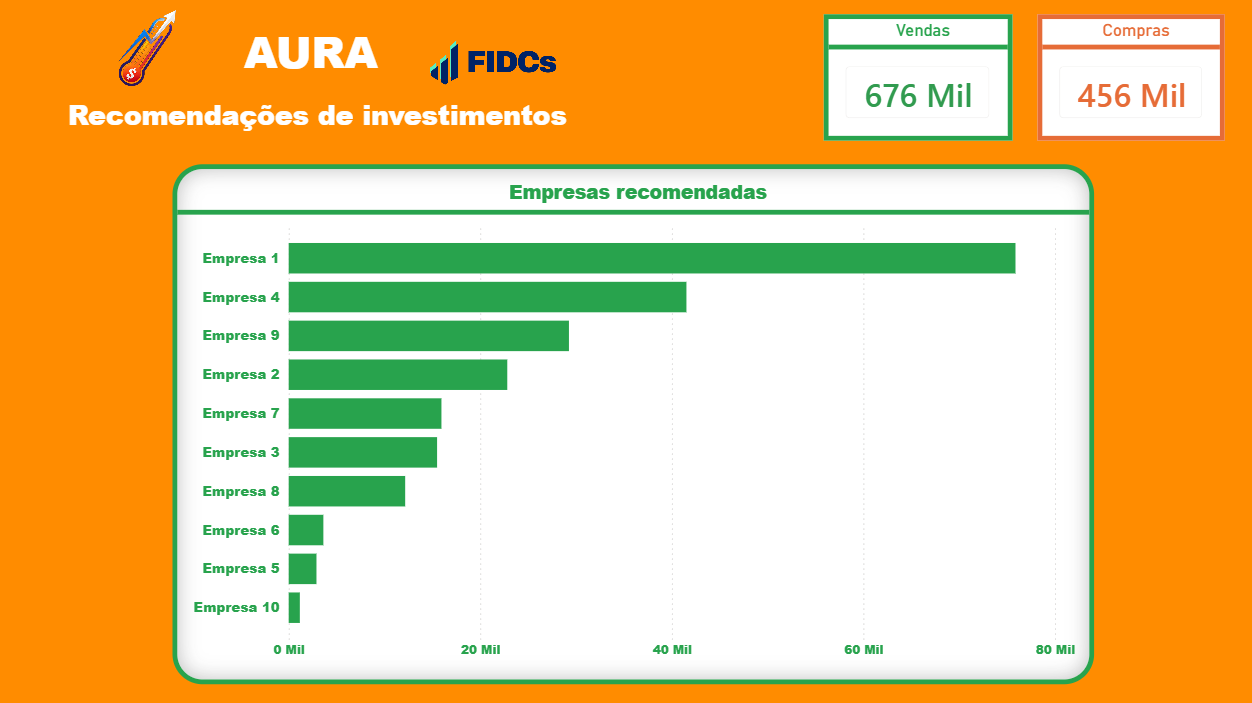 AURA
FIDCs
Recomendações de investimentos
Vendas
676 Mil
Compras
456 Mil
Empresas recomendadas
Empresa 1
Empresa 4
Empresa 9
Empresa 2
Empresa 7
Empresa 3
Empresa 8
Empresa 6
Empresa 5
Empresa 10
0 Mil
20 Mil
40 Mil
60 Mil
80 Mil